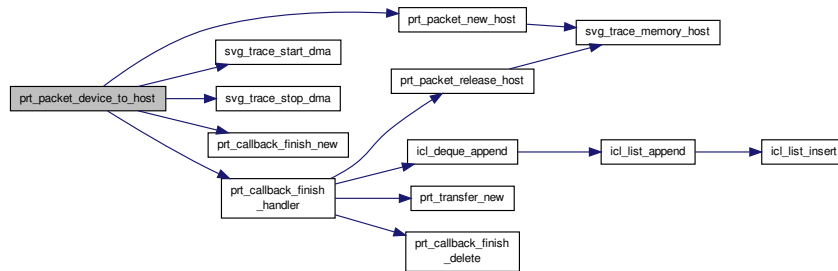 prt_packet_device_to_host
prt_packet_new_host
svg_trace_start_dma
svg_trace_stop_dma
prt_callback_finish_new
prt_callback_finish
_handler
svg_trace_memory_host
prt_packet_release_host
icl_deque_append
prt_transfer_new
prt_callback_finish
_delete
icl_list_append
icl_list_insert